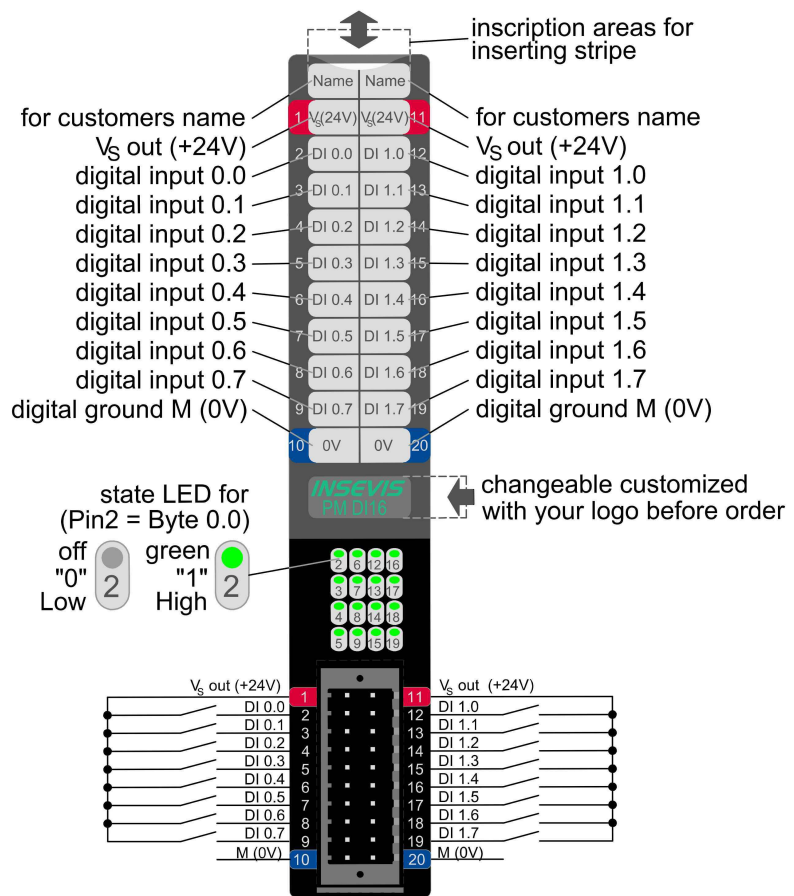 inscription areas for
inserting stripe
Name Name
for customers name
for customers name
1 VS(24V) VS(24V) 11
VS out (+24V)
VS out (+24V)
2 DI 0.0 DI 1.0 12
digital input 0.0
digital input 1.0
3 DI 0.1 DI 1.1 13
digital input 0.1
digital input 1.1
4 DI 0.2 DI 1.2 14
digital input 0.2
digital input 1.2
5 DI 0.3 DI 1.3 15
digital input 0.3
digital input 1.3
6 DI 0.4 DI 1.4 16
digital input 0.4
digital input 1.4
7 DI 0.5 DI 1.5 17
digital input 0.5
digital input 1.5
8 DI 0.6 DI 1.6 18
digital input 0.6
digital input 1.6
9 DI 0.7 DI 1.7 19
digital input 0.7
digital input 1.7
10 0V 0V 20
digital ground M (0V)
digital ground M (0V)
INSEVIS
PM DI16
changeable customized
with your logo before order
state LED for
(Pin2 = Byte 0.0)
off green
"0" 2 "1" 2
Low High
2 6 12 16
3 7 13 17
4 8 14 18
5 9 15 19
VS out (+24V) 1 11 VS out (+24V)
DI 0.0 2 12 DI 1.0
DI 0.1 3 13 DI 1.1
DI 0.2 4 14 DI 1.2
DI 0.3 5 15 DI 1.3
DI 0.4 6 16 DI 1.4
DI 0.5 7 17 DI 1.5
DI 0.6 8 18 DI 1.6
DI 0.7 9 19 DI 1.7
M (0V) 10 20 M (0V)